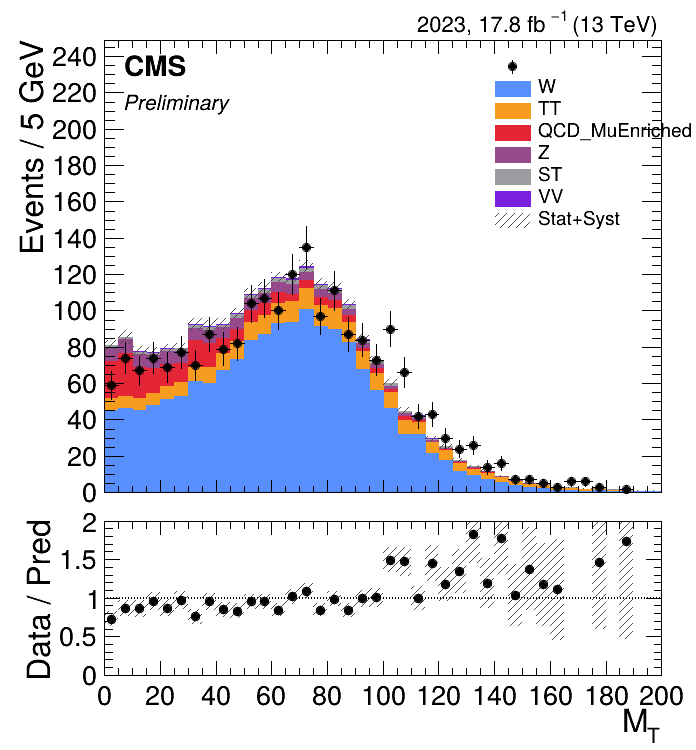 2023, 17.8 fb⁻¹ (13 TeV)
Events / 5 GeV
240
220
200
180
160
140
120
100
80
60
40
20
0
CMS
Preliminary
W
TT
QCD_MuEnriched
Z
ST
VV
Stat+Syst
Data / Pred
2
1.5
1
0.5
0
0 20 40 60 80 100 120 140 160 180 200
M_T